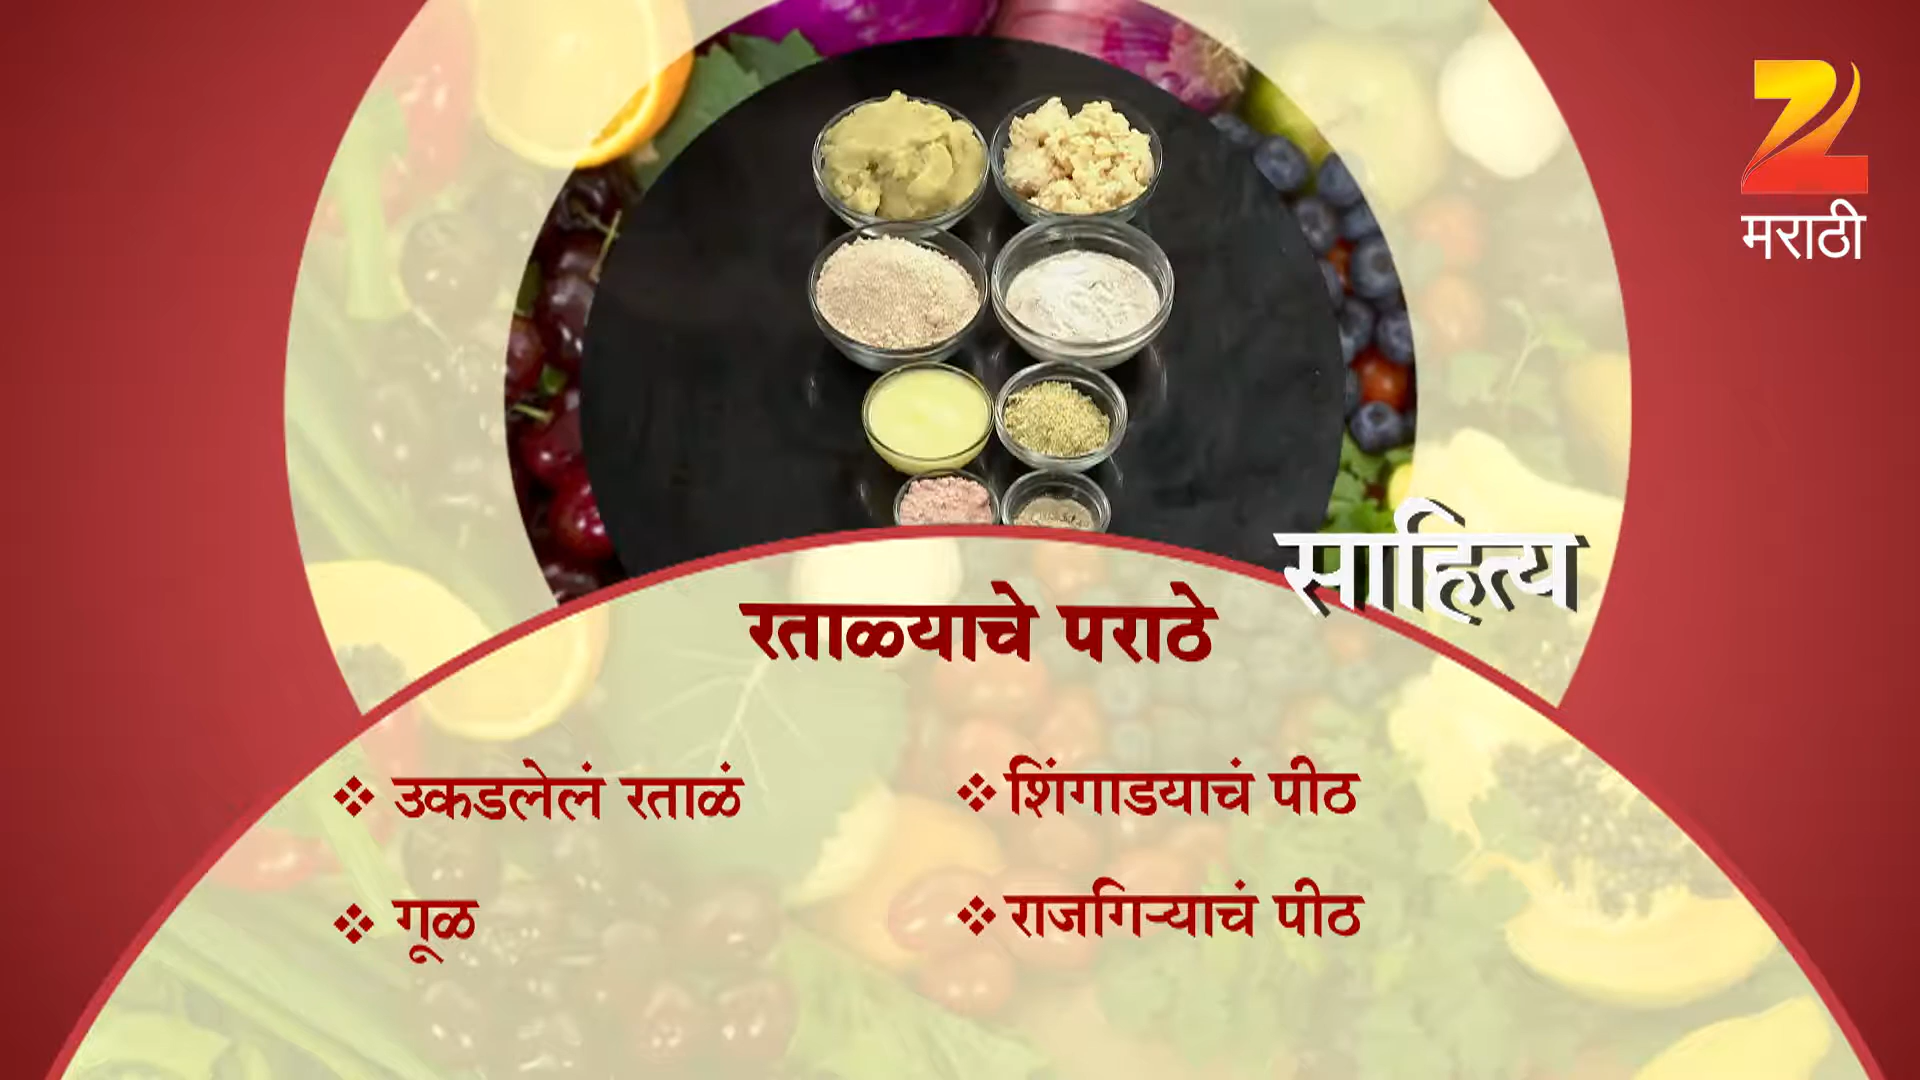 मराठी
साहित्य
रताळ्याचे पराठे
❖ उकडलेलं रताळं
❖ शिंगाडयाचं पीठ
❖ गूळ
❖ राजगिऱ्याचं पीठ